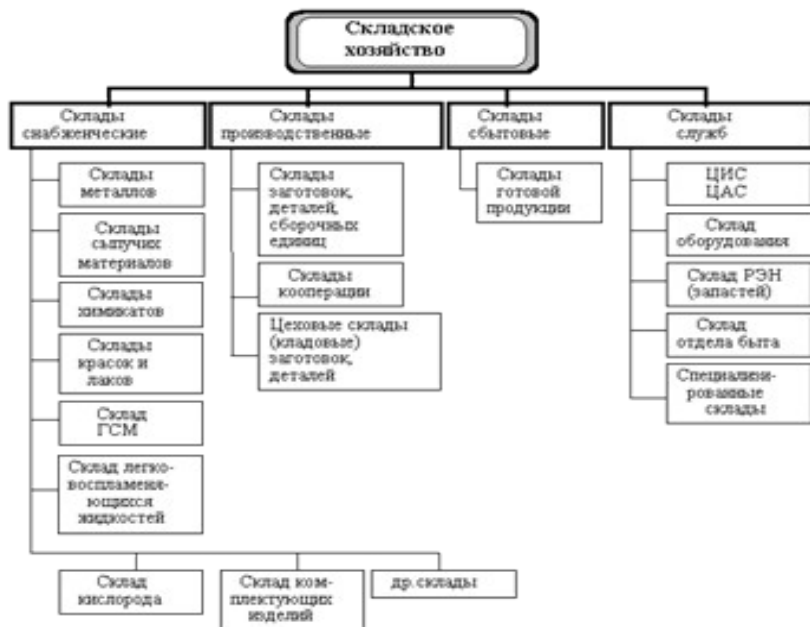 Складское
хозяйство
Склады
снабженческие
Склады
производственные
Склады
сбытовые
Склады
служб
Склады
металлов
Склады
сыпучих
материалов
Склады
химикатов
Склады
красок и
лаков
Склад
ГСМ
Склад легко-
воспламеня-
ющихся
жидкостей
Склад
кислорода
Склад ком-
плектующих
изделий
др. склады
Склады
заготовок,
деталей,
сборочных
единиц
Склады
кооперации
Цеховые склады
(кладовые)
заготовок,
деталей
Склады
готовой
продукции
ЦИС
ЦАС
Склад
оборудования
Склад РЭН
(запастей)
Склад
отдела быта
Специализи-
рованные
склады